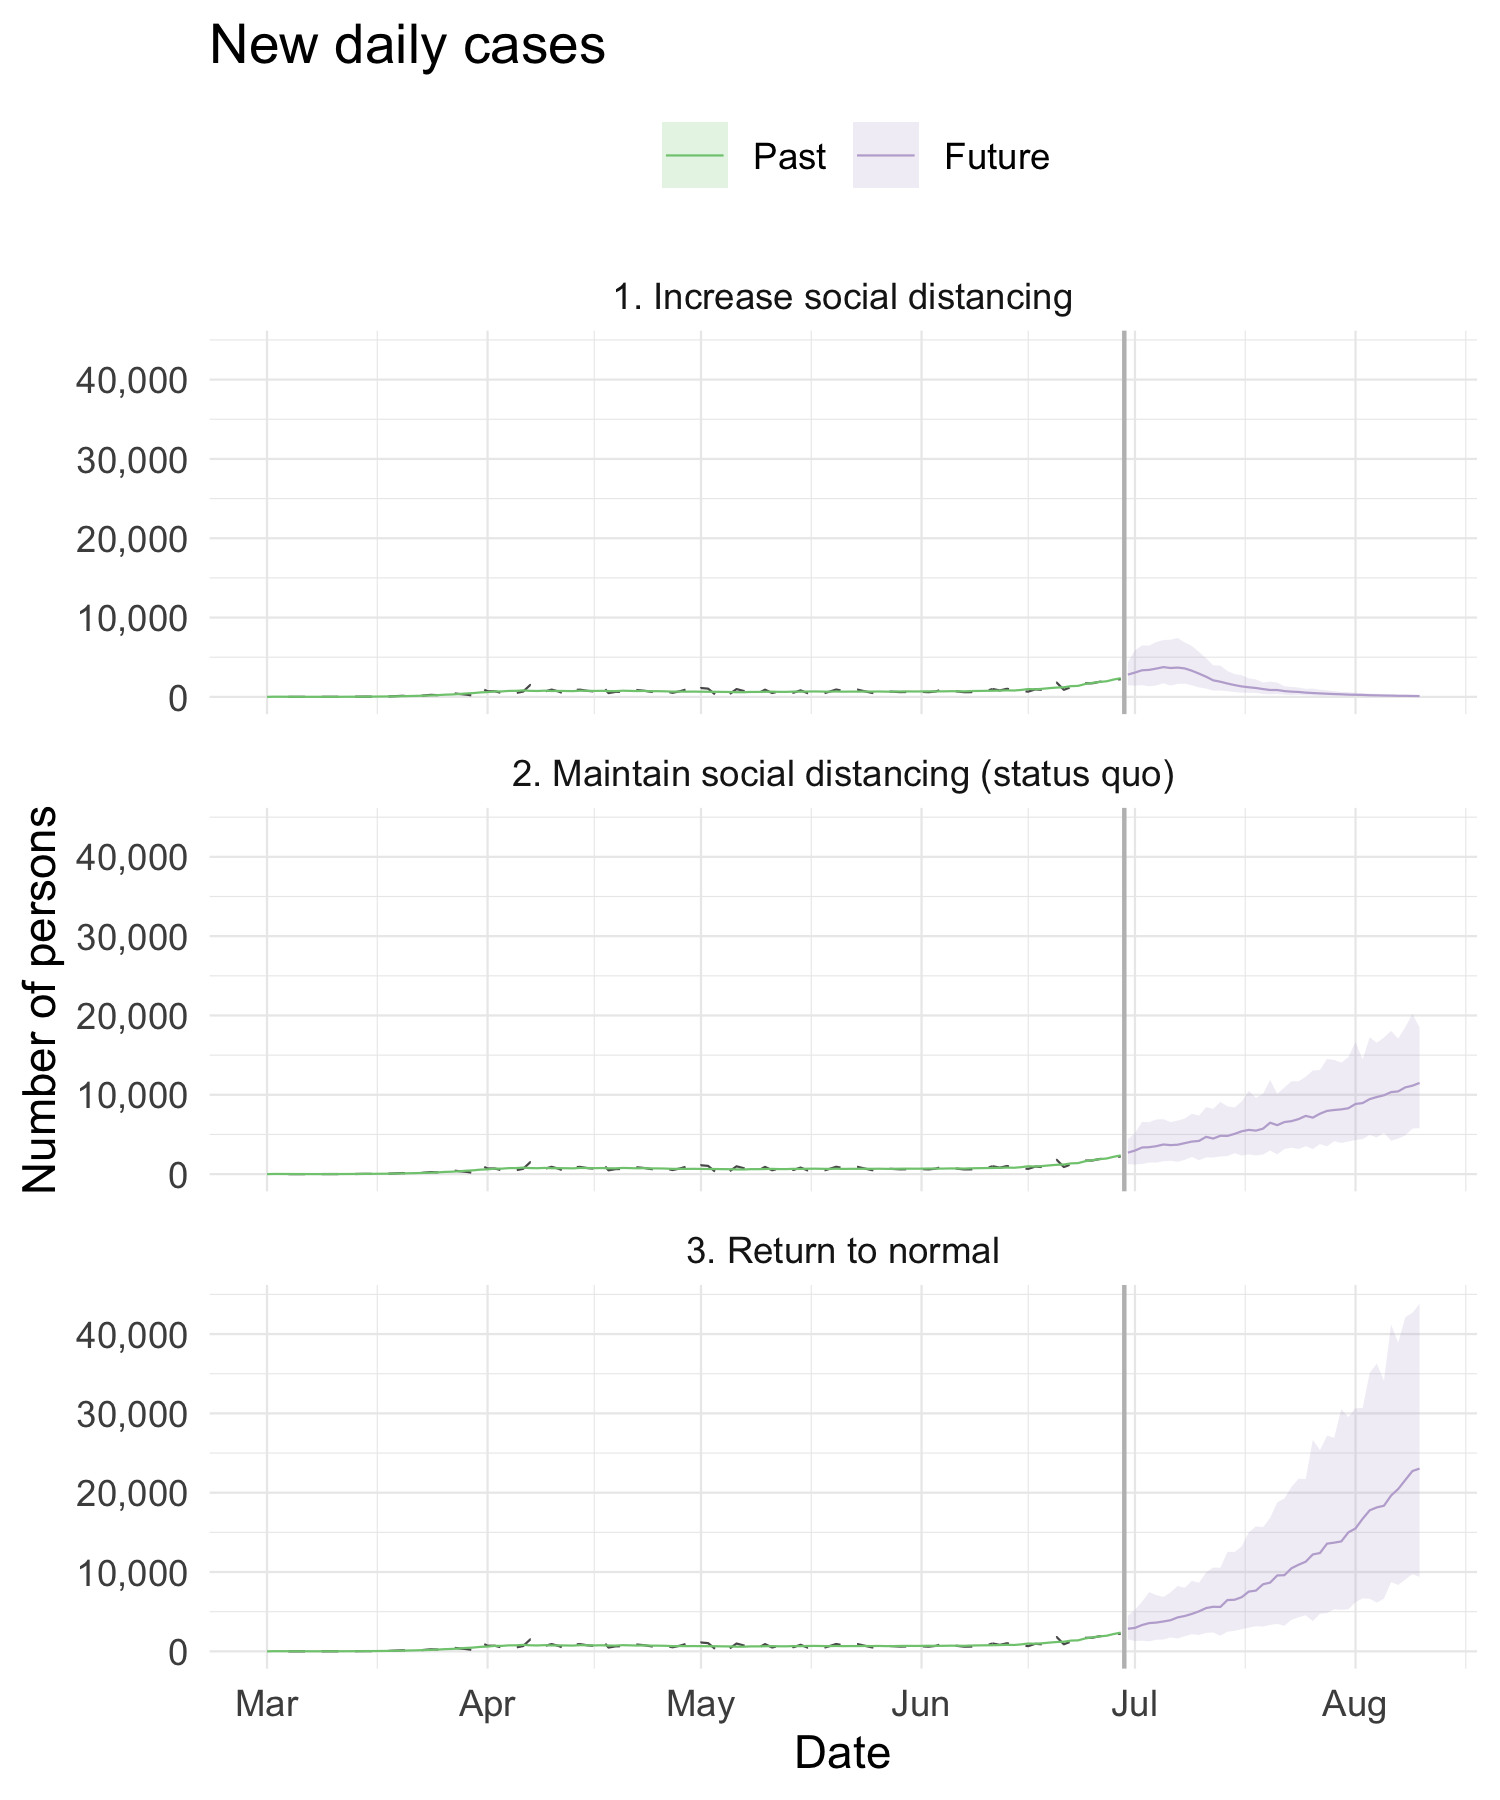 New daily cases
Past Future
1. Increase social distancing
40,000
30,000
20,000
10,000
0
2. Maintain social distancing (status quo)
40,000
30,000
20,000
10,000
0
3. Return to normal
40,000
30,000
20,000
10,000
0
Number of persons
Mar Apr May Jun Jul Aug
Date